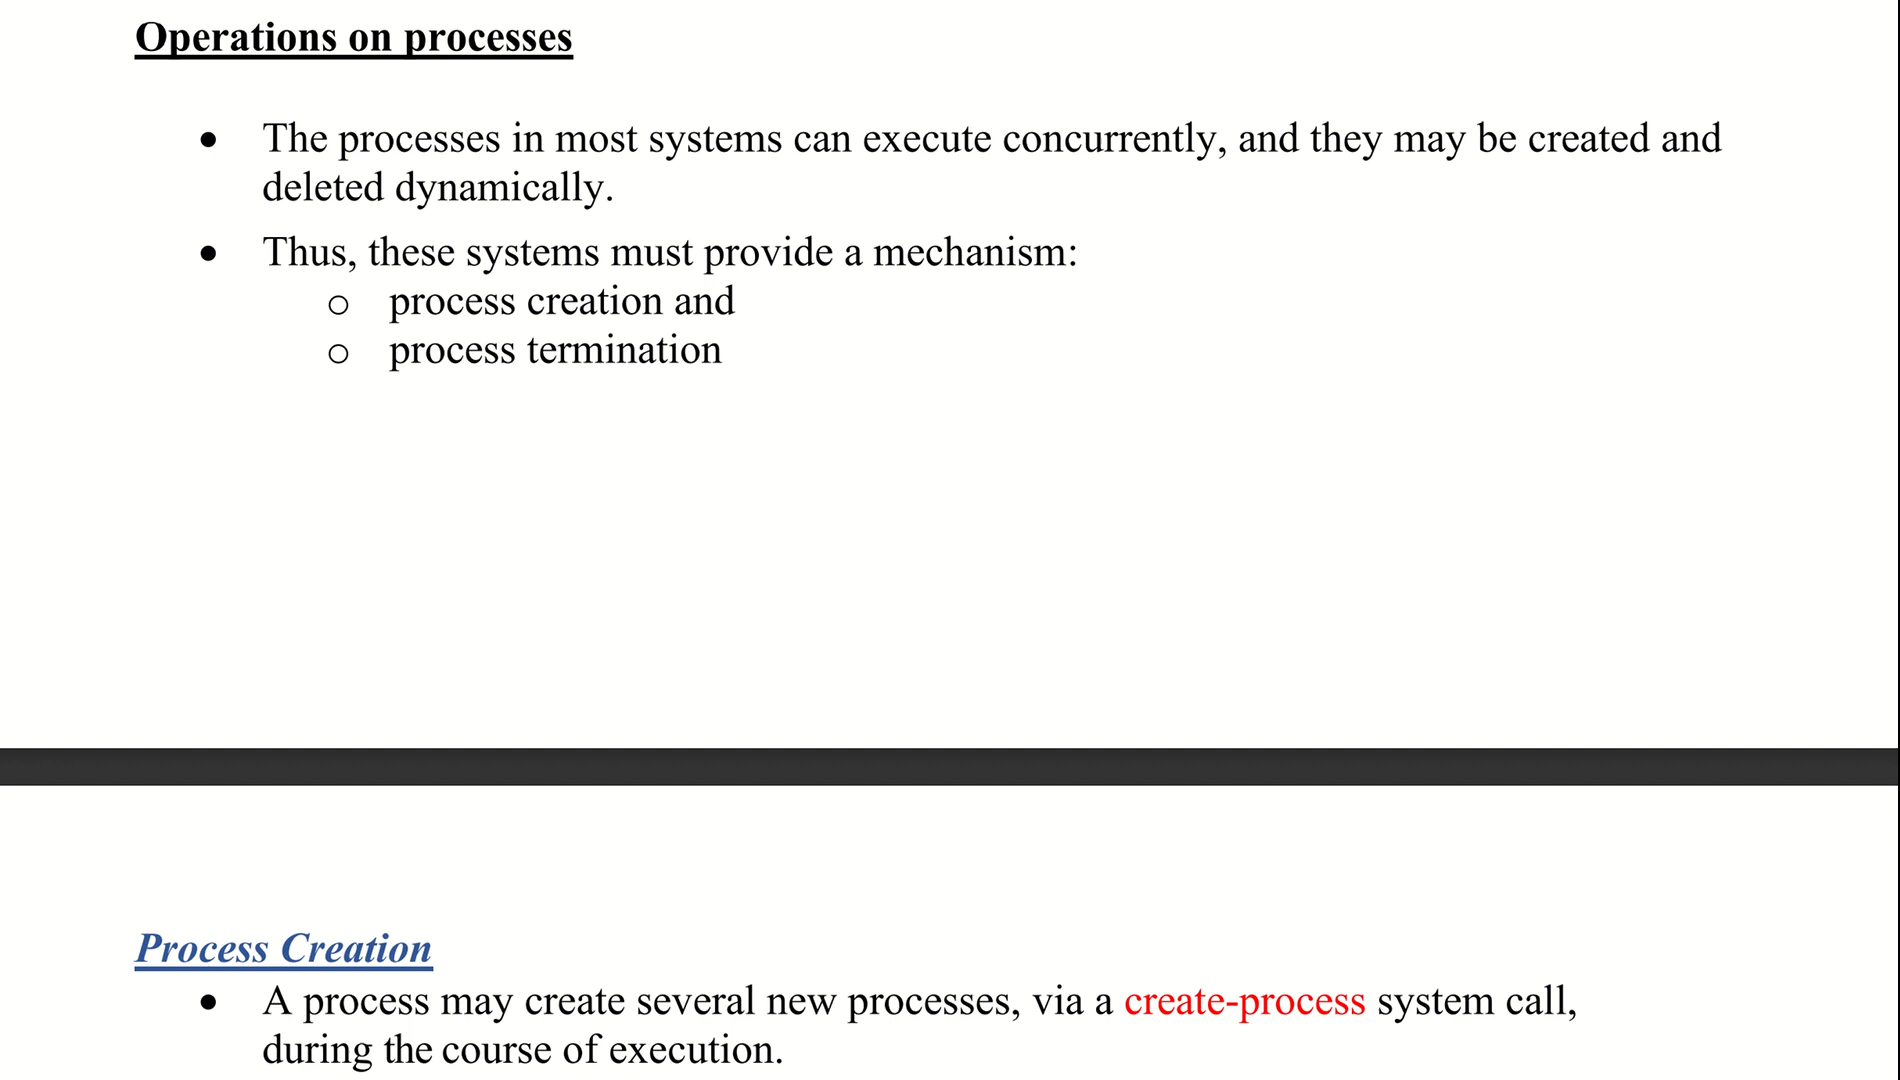 Operations on processes
• The processes in most systems can execute concurrently, and they may be created and
deleted dynamically.
• Thus, these systems must provide a mechanism:
o process creation and
o process termination
Process Creation
• A process may create several new processes, via a create-process system call,
during the course of execution.